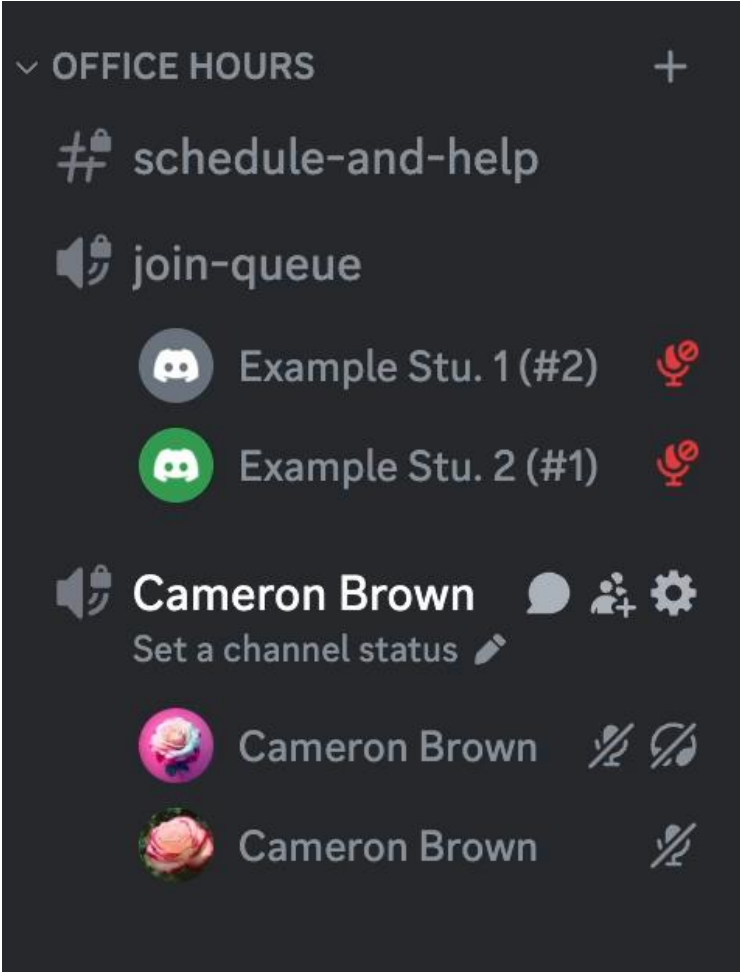 OFFICE HOURS
schedule-and-help
join-queue
Example Stu. 1 (#2)
Example Stu. 2 (#1)
Cameron Brown
Set a channel status
Cameron Brown
Cameron Brown